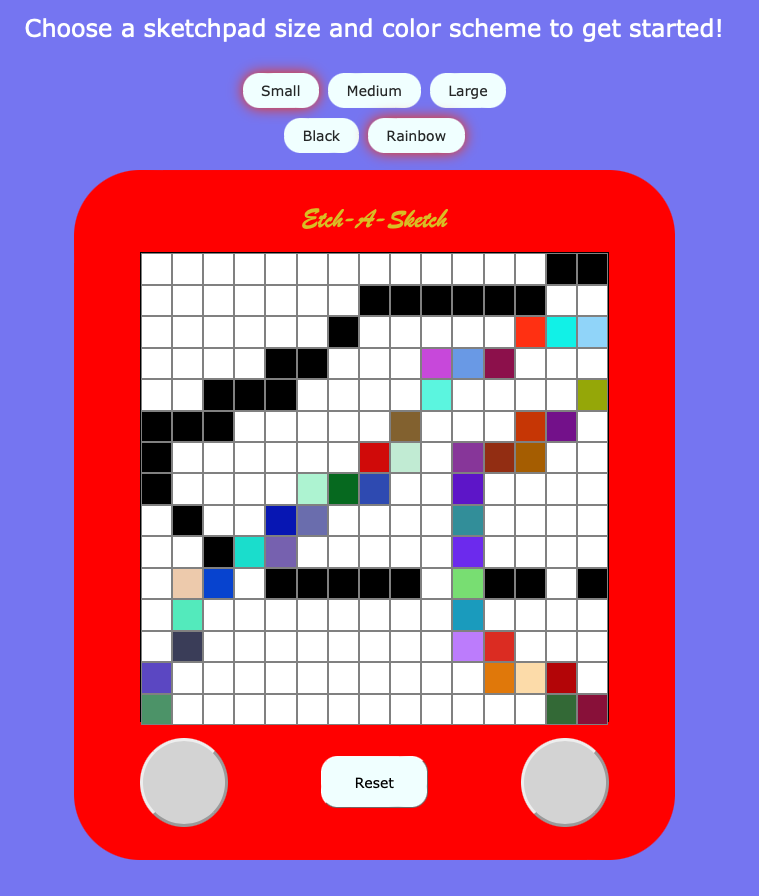 Choose a sketchpad size and color scheme to get started!
Small Medium Large
Black Rainbow
Etch-A-Sketch
Reset